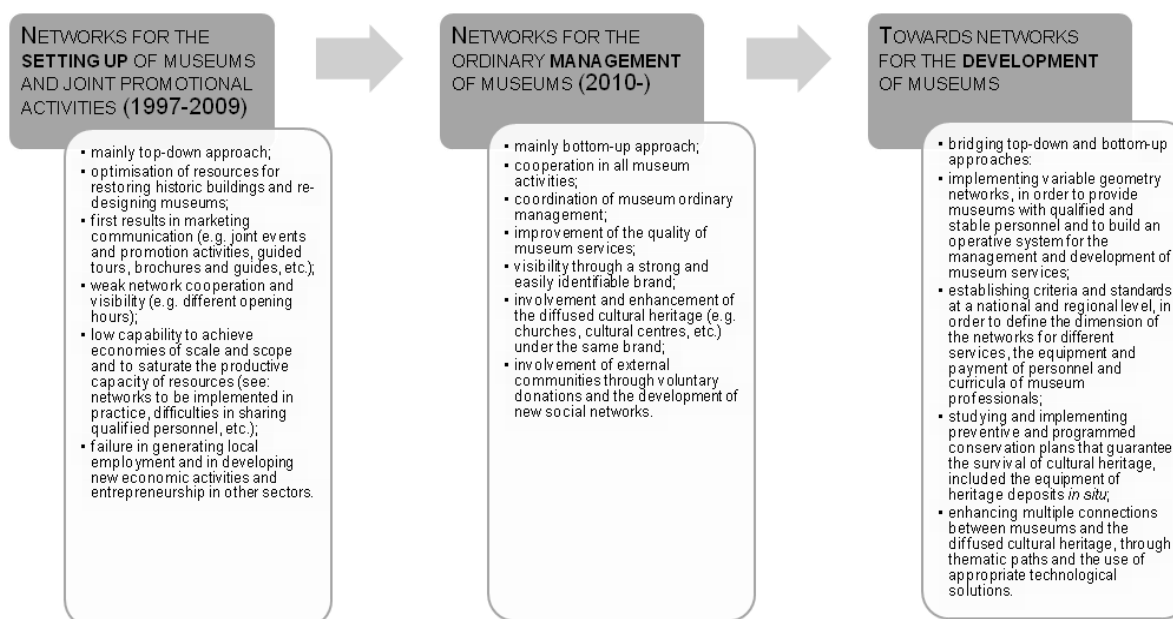 NETWORKS FOR THE
SETTING UP OF MUSEUMS
AND JOINT PROMOTIONAL
ACTIVITIES (1997-2009)
▪ mainly top-down approach;
▪ optimisation of resources for
restoring historic buildings and re-
designing museums;
▪ first results in marketing
communication (e.g. joint events
and promotion activities, guided
tours, brochures and guides, etc.);
▪ weak network cooperation and
visibility (e.g. different opening
hours);
▪ low capability to achieve
economies of scale and scope
and to saturate the productive
capacity of resources (see:
networks to be implemented in
practice, difficulties in sharing
qualified personnel, etc.);
▪ failure in generating local
employment and in developing
new economic activities and
entrepreneurship in other sectors.
NETWORKS FOR THE
ORDINARY MANAGEMENT
OF MUSEUMS (2010-)
▪ mainly bottom-up approach;
▪ cooperation in all museum
activities;
▪ coordination of museum ordinary
management;
▪ improvement of the quality of
museum services;
▪ visibility through a strong and
easily identifiable brand;
▪ involvement and enhancement of
the diffused cultural heritage (e.g.
churches, cultural centres, etc.)
under the same brand;
▪ involvement of external
communities through voluntary
donations and the development of
new social networks.
TOWARDS NETWORKS
FOR THE DEVELOPMENT
OF MUSEUMS
▪ bridging top-down and bottom-up
approaches:
▪ implementing variable geometry
networks, in order to provide
museums with qualified and
stable personnel and to build an
operative system for the
management and development of
museum services;
▪ establishing criteria and standards
at a national and regional level, in
order to define the dimension of
the networks for different
services, the equipment and
payment of personnel and
curricula of museum
professionals;
▪ studying and implementing
preventive and programmed
conservation plans that guarantee
the survival of cultural heritage,
included the equipment of
heritage deposits in situ;
▪ enhancing multiple connections
between museums and the
diffused cultural heritage, through
thematic paths and the use of
appropriate technological
solutions.